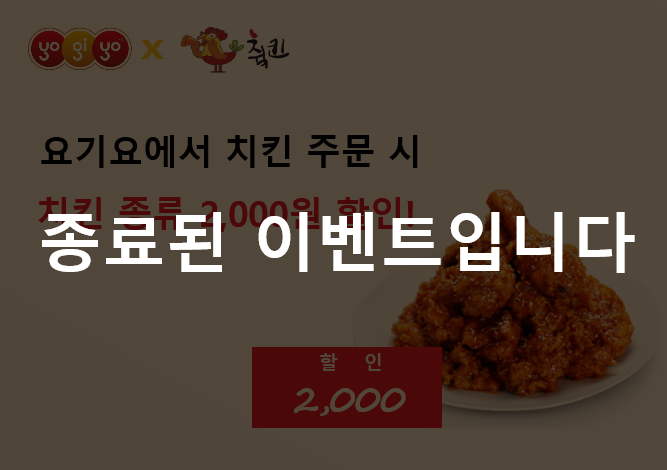 yo gi yo x 췤킨
요기요에서 치킨 주문 시
치킨 종류 2,000원 할인!
종료된 이벤트입니다
할 인
2,000